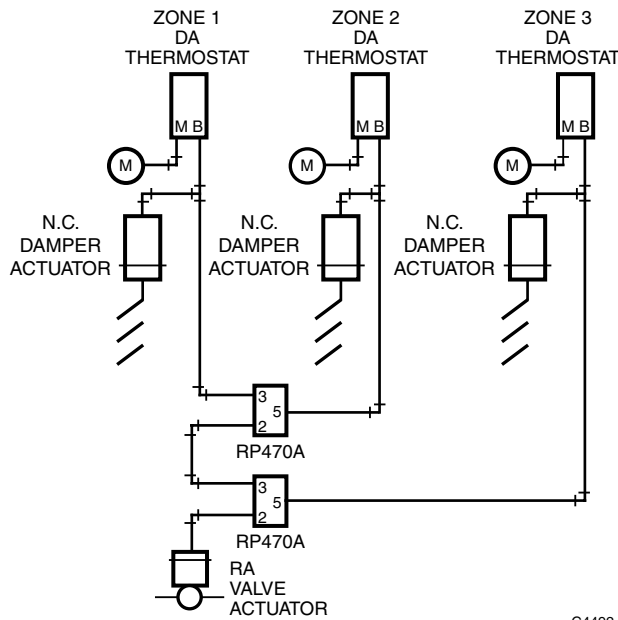 ZONE 1
DA
THERMOSTAT
ZONE 2
DA
THERMOSTAT
ZONE 3
DA
THERMOSTAT
M B
M B
M B
M
M
M
N.C.
DAMPER
ACTUATOR
N.C.
DAMPER
ACTUATOR
N.C.
DAMPER
ACTUATOR
3
5
2
RP470A
3
5
2
RP470A
RA
VALVE
ACTUATOR